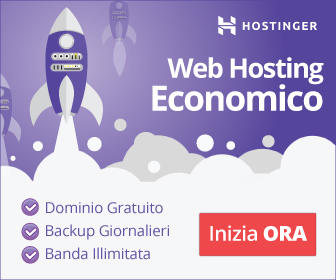 HOSTINGER
Web Hosting
Economico
Dominio Gratuito
Backup Giornalieri
Banda Illimitata
Inizia ORA